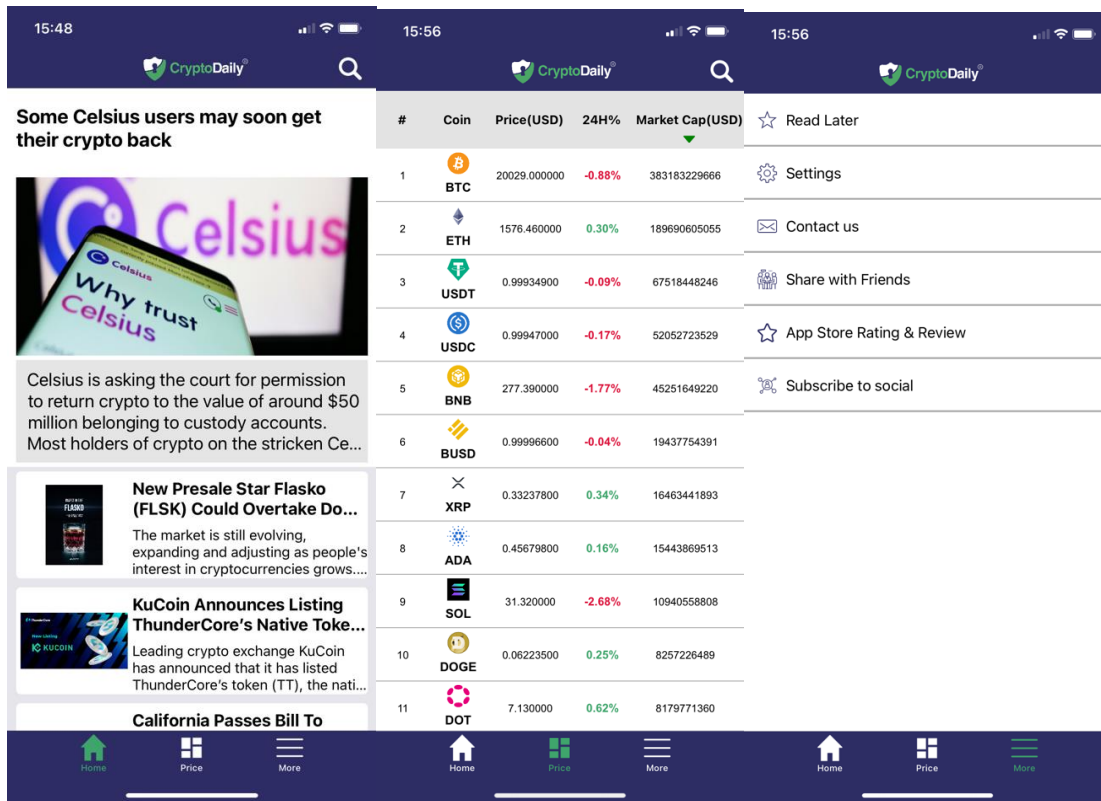 15:48
CryptoDaily®
Some Celsius users may soon get
their crypto back
Celsius
Celsius
Why trust
Celsius
Celsius is asking the court for permission
to return crypto to the value of around $50
million belonging to custody accounts.
Most holders of crypto on the stricken Ce...
FLASKO
New Presale Star Flasko
(FLSK) Could Overtake Do...
The market is still evolving,
expanding and adjusting as people's
interest in cryptocurrencies grows....
ThunderCore
New Listing
KUCOIN
KuCoin Announces Listing
ThunderCore’s Native Toke...
Leading crypto exchange KuCoin
has announced that it has listed
ThunderCore's token (TT), the nati...
California Passes Bill To
Home Price More
15:56
CryptoDaily®
# Coin Price(USD) 24H% Market Cap(USD)
1 BTC 20029.000000 -0.88% 383183229666
2 ETH 1576.460000 0.30% 189690605055
3 USDT 0.99934900 -0.09% 67518448246
4 USDC 0.99947000 -0.17% 52052723529
5 BNB 277.390000 -1.77% 45251649220
6 BUSD 0.99996600 -0.04% 19437754391
7 XRP 0.33237800 0.34% 16463441893
8 ADA 0.45679800 0.16% 15443869513
9 SOL 31.320000 -2.68% 10940558808
10 DOGE 0.06223500 0.25% 8257226489
11 DOT 7.130000 0.62% 8179771360
Home Price More
15:56
CryptoDaily®
Read Later
Settings
Contact us
Share with Friends
App Store Rating & Review
Subscribe to social
Home Price More